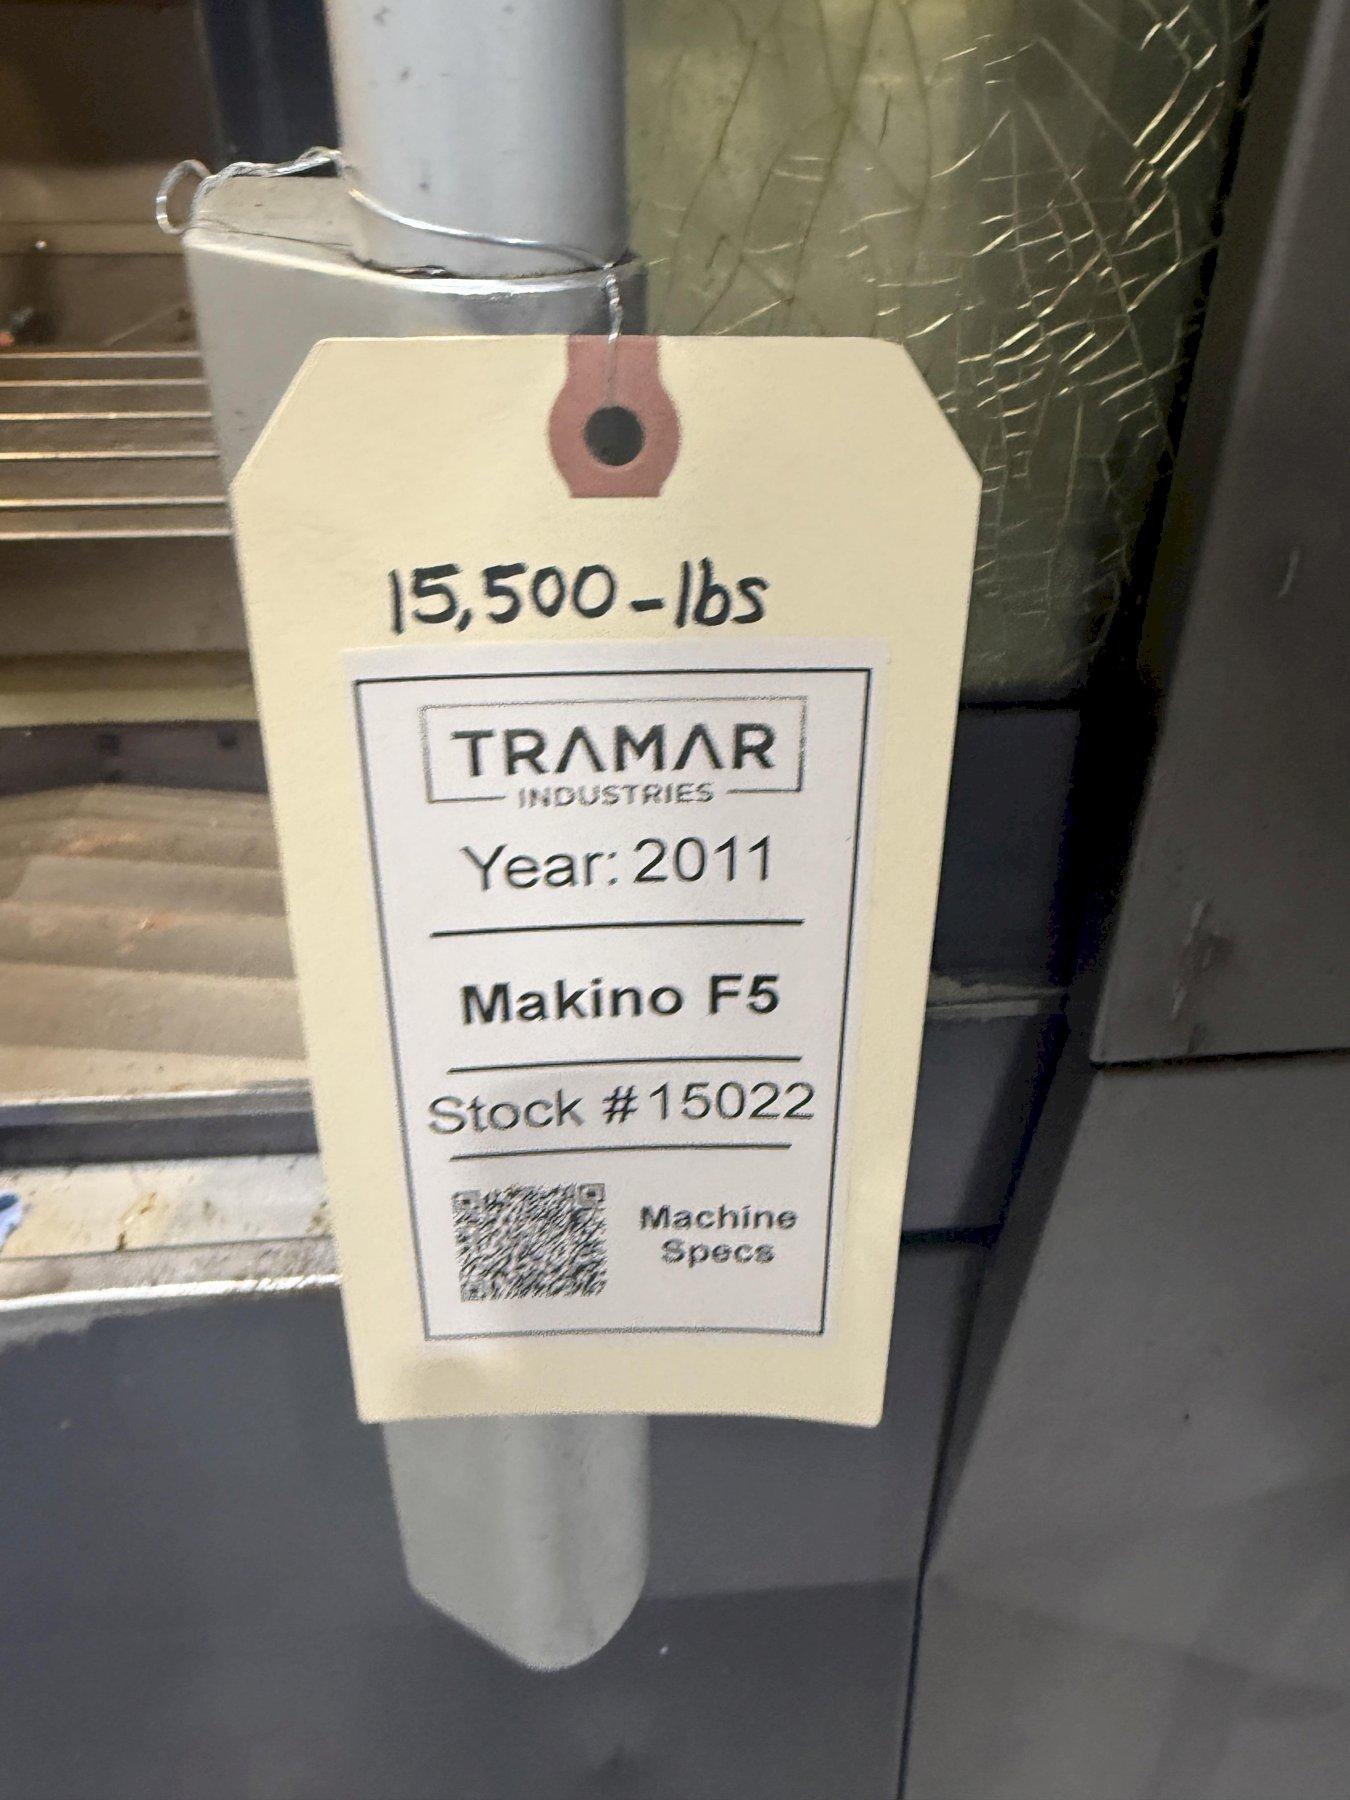 15,500-lbs
TRAMAR
INDUSTRIES
Year: 2011
Makino F5
Stock #15022
Machine
Specs